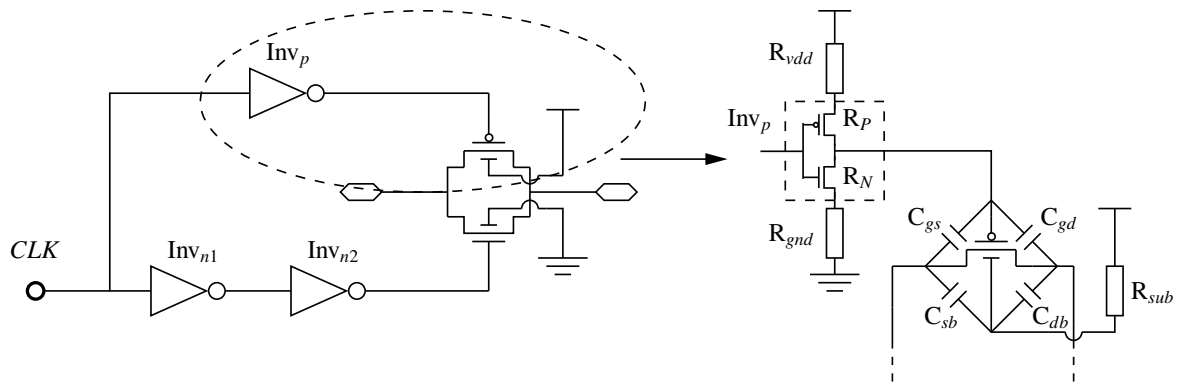 Inv_p
CLK
Inv_n1
Inv_n2
R_vdd
Inv_p
R_P
R_N
R_gnd
C_gs
C_gd
C_sb
C_db
R_sub